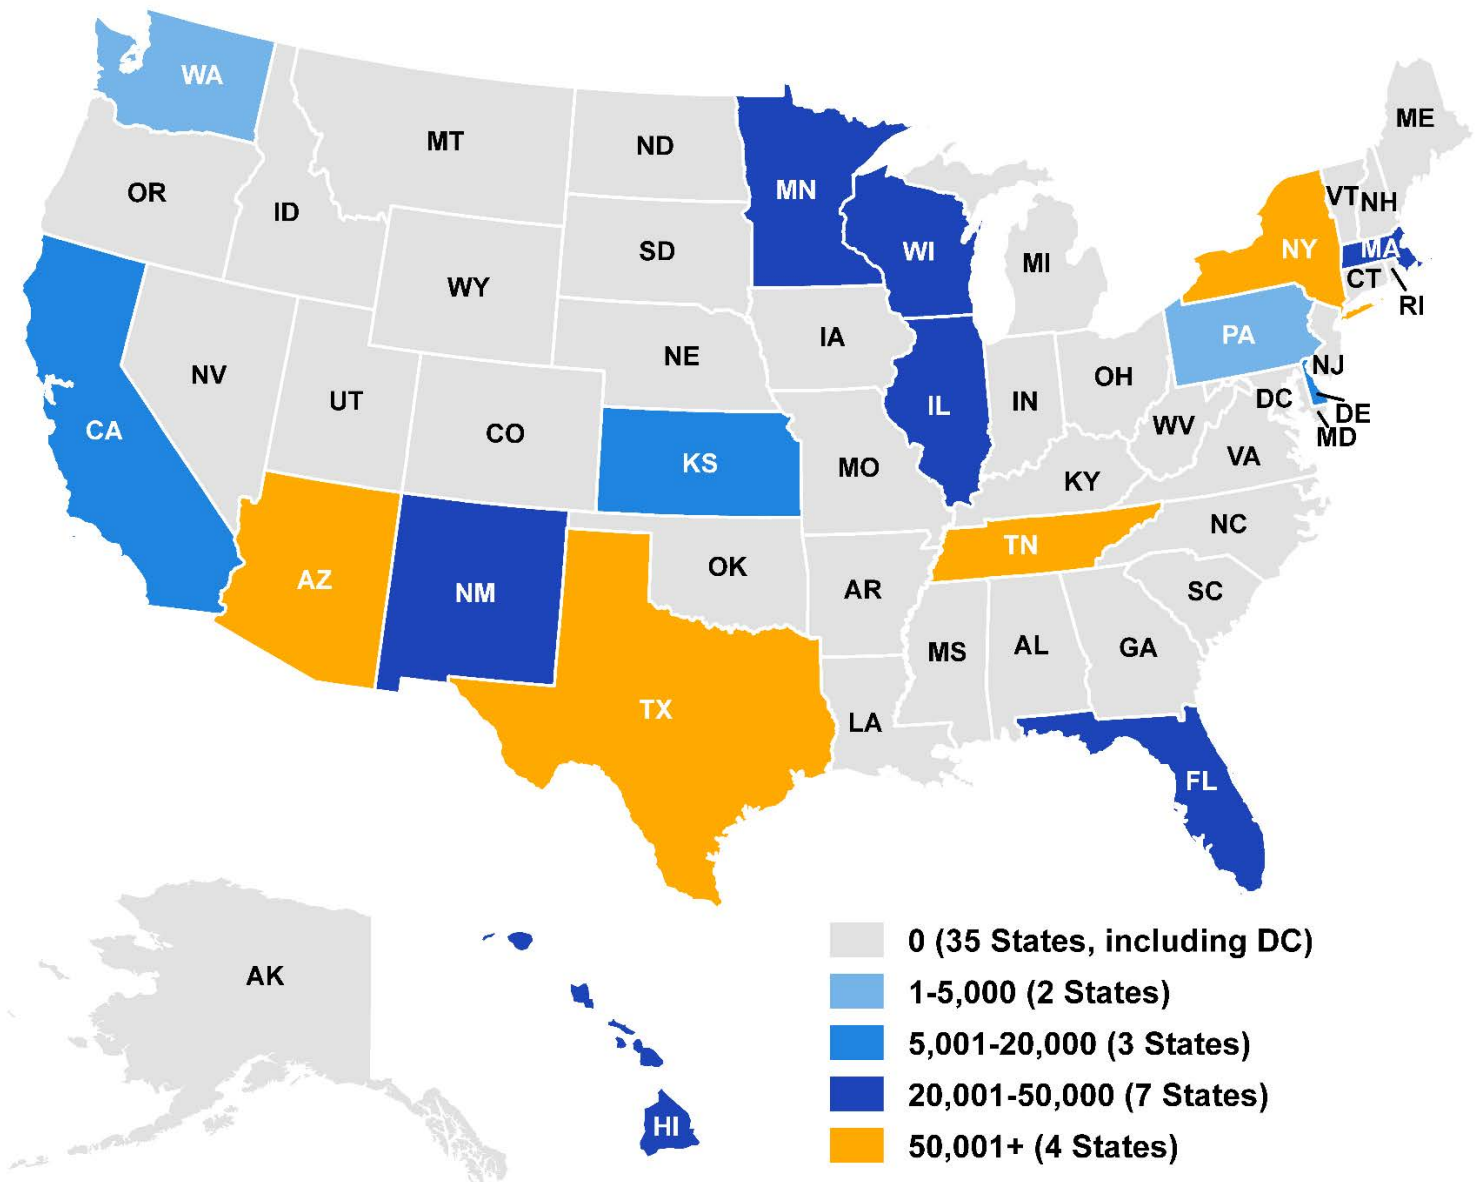 WA
MT
ND
MN
ME
OR
ID
SD
WI
MI
VT
NH
NY
MA
CT
RI
WY
IA
PA
NJ
NV
UT
NE
IL
IN
OH
DC
DE
MD
CA
CO
KS
MO
WV
VA
KY
NC
AZ
NM
OK
AR
TN
SC
MS
AL
GA
TX
LA
FL
AK
HI
0 (35 States, including DC)
1-5,000 (2 States)
5,001-20,000 (3 States)
20,001-50,000 (7 States)
50,001+ (4 States)